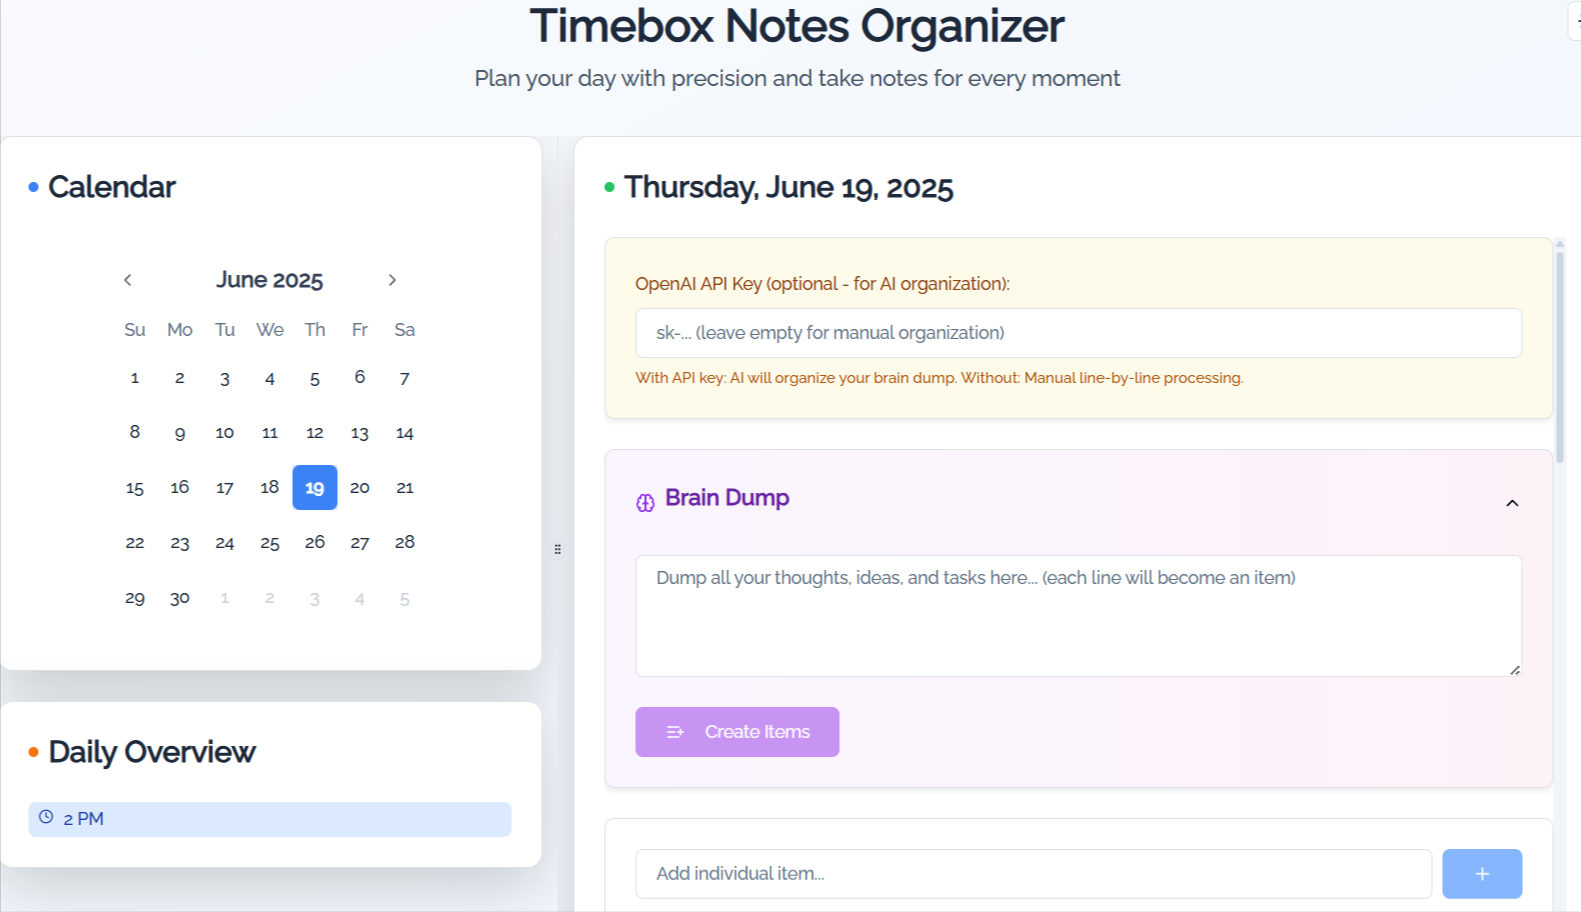 Timebox Notes Organizer
Plan your day with precision and take notes for every moment
Calendar
June 2025
Su Mo Tu We Th Fr Sa
1 2 3 4 5 6 7
8 9 10 11 12 13 14
15 16 17 18 19 20 21
22 23 24 25 26 27 28
29 30 1 2 3 4 5
Daily Overview
2 PM
Thursday, June 19, 2025
OpenAI API Key (optional - for AI organization):
sk-... (leave empty for manual organization)
With API key: AI will organize your brain dump. Without: Manual line-by-line processing.
Brain Dump
Dump all your thoughts, ideas, and tasks here... (each line will become an item)
Create Items
Add individual item...